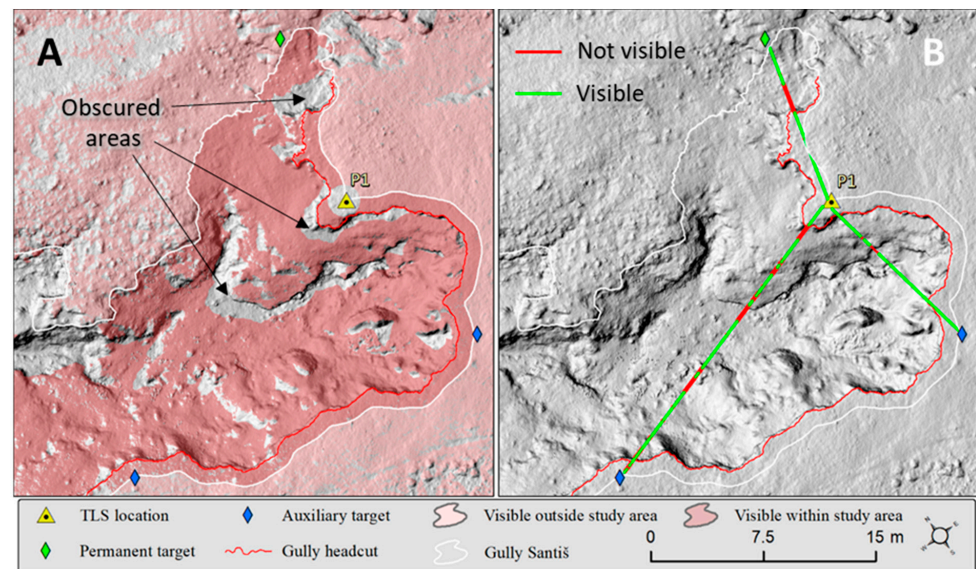 A
Obscured
areas
P1
Not visible
Visible
B
P1
TLS location
Auxiliary target
Visible outside study area
Visible within study area
Permanent target
Gully headcut
Gully Santiš
0 7.5 15 m